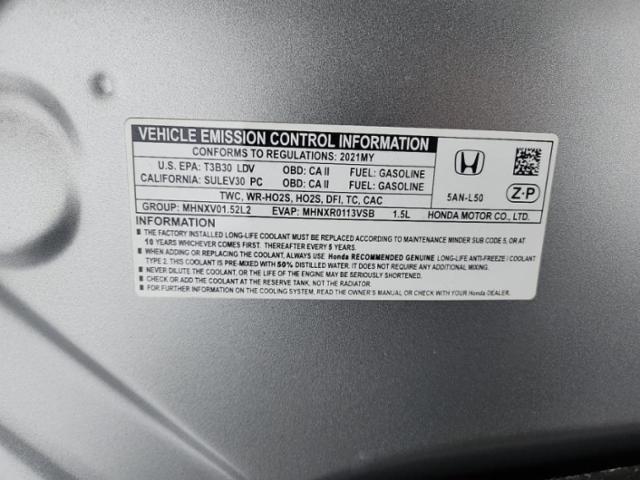 VEHICLE EMISSION CONTROL INFORMATION
CONFORMS TO REGULATIONS: 2021MY
U.S. EPA: T3B30 LDV OBD: CA II FUEL: GASOLINE
CALIFORNIA: SULEV30 PC OBD: CA II FUEL: GASOLINE
TWC, WR-HO2S, HO2S, DFI, TC, CAC
GROUP: MHNXV01.52L2 EVAP: MHNXR0113VSB 1.5L
5AN-L50
Z-P
HONDA MOTOR CO., LTD.
INFORMATION
THE FACTORY INSTALLED LONG-LIFE COOLANT MUST BE REPLACED ACCORDING TO MAINTENANCE MINDER SUB CODE 5, OR AT
10 YEARS WHICHEVER COMES FIRST. THEREAFTER EVERY 5 YEARS.
WHEN ADDING OR REPLACING THE COOLANT, ALWAYS USE Honda RECOMMENDED GENUINE LONG-LIFE ANTI-FREEZE / COOLANT
TYPE 2. THIS COOLANT IS PRE-MIXED WITH 50% DISTILLED WATER. IT DOES NOT REQUIRE ANY ADDITIONAL MIXING.
NEVER DILUTE THE COOLANT, OR THE LIFE OF THE ENGINE MAY BE SERIOUSLY SHORTENED.
CHECK OR ADD THE COOLANT AT THE RESERVE TANK, NOT THE RADIATOR.
FOR FURTHER INFORMATION ON THE COOLING SYSTEM, READ THE OWNER'S MANUAL OR CHECK WITH YOUR Honda DEALER.